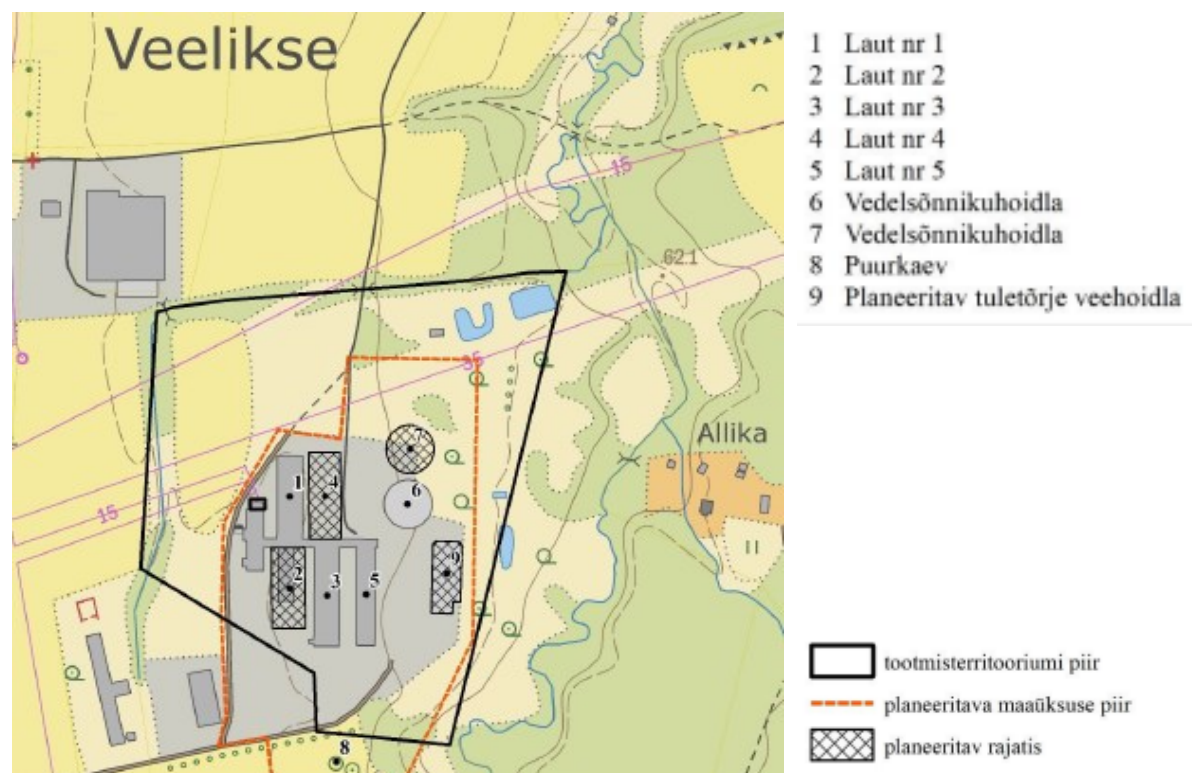 Veelikse
15
62.1
35
Allika
7
1
4
6
15
9
2
3
5
8
1 Laut nr 1
2 Laut nr 2
3 Laut nr 3
4 Laut nr 4
5 Laut nr 5
6 Vedelsõnnikuhoidla
7 Vedelsõnnikuhoidla
8 Puurkaev
9 Planeeritav tuletõrje veehoidla
tootmisterritooriumi piir
planeeritava maaüksuse piir
planeeritav rajatis